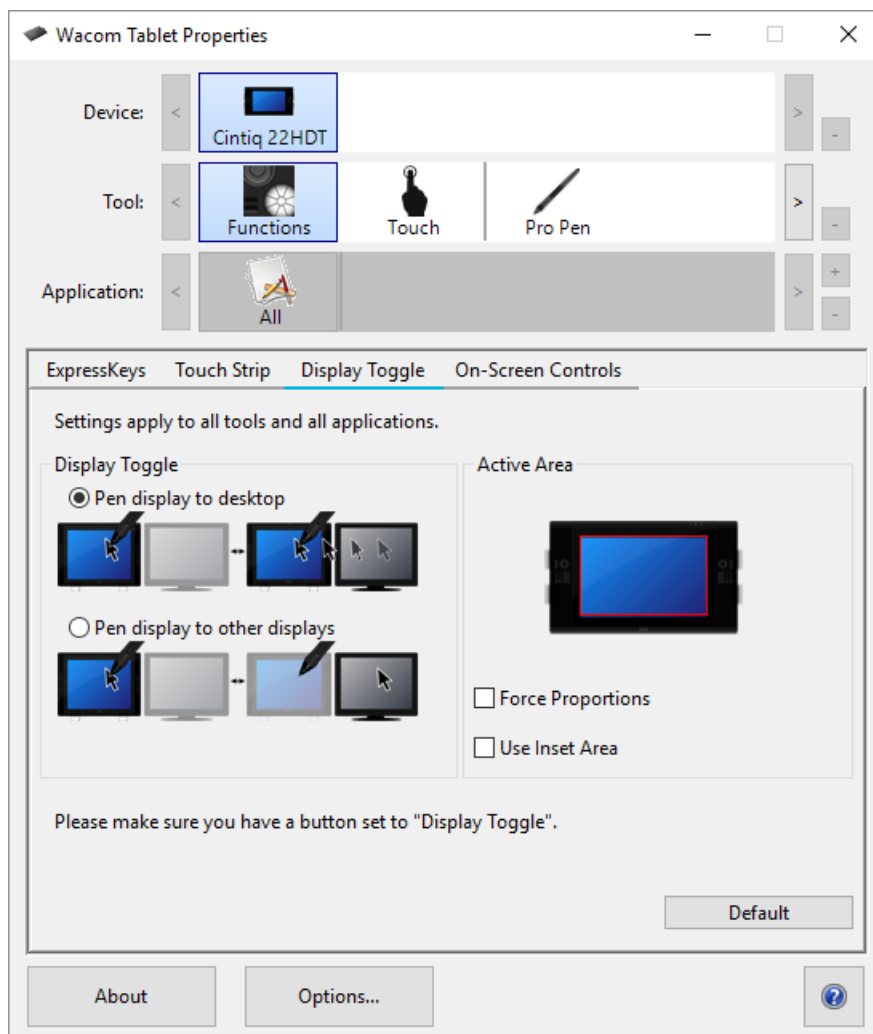 Wacom Tablet Properties
Device:
<
Cintiq 22HDT
>
-
Tool:
<
Functions Touch Pro Pen
>
-
Application:
<
All
>
+
-
ExpressKeys Touch Strip Display Toggle On-Screen Controls
Settings apply to all tools and all applications.
Display Toggle
Pen display to desktop
Pen display to other displays
Active Area
Force Proportions
Use Inset Area
Please make sure you have a button set to "Display Toggle".
Default
About Options... ?